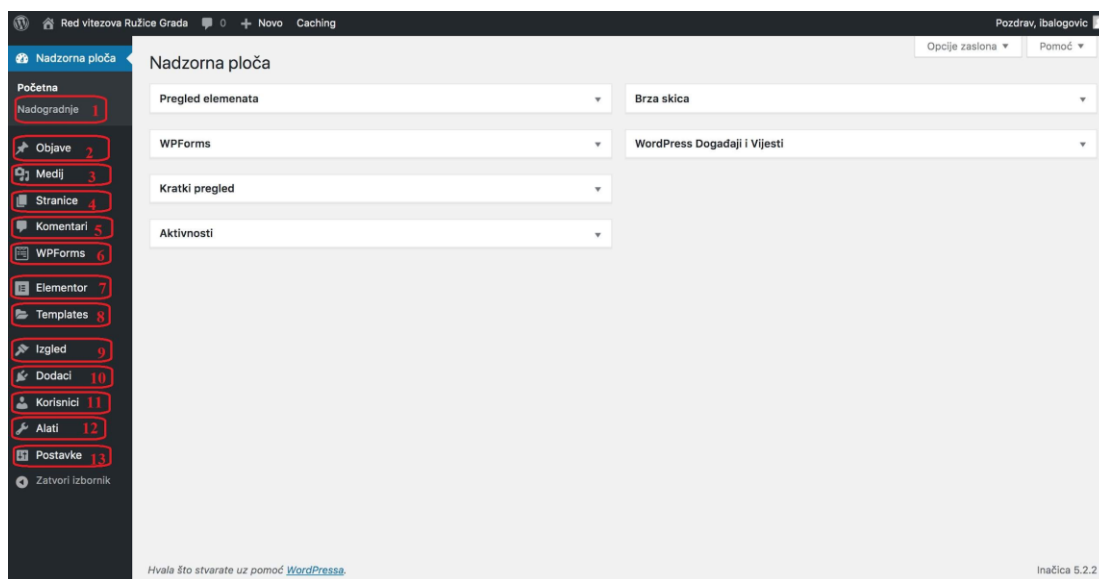 Red vitezova Ružice Grada 0 + Novo Caching Pozdrav, ibalogovic
Opcije zaslona ▼ Pomoć ▼
Nadzorna ploča
Početna
Nadogradnje 1
Objave 2
Medij 3
Stranice 4
Komentari 5
WPForms 6
Elementor 7
Templates 8
Izgled 9
Dodaci 10
Korisnici 11
Alati 12
Postavke 13
Zatvori izbornik
Nadzorna ploča
Pregled elemenata
WPForms
Kratki pregled
Aktivnosti
Brza skica
WordPress Događaji i Vijesti
Hvala što stvarate uz pomoć WordPressa. Inačica 5.2.2